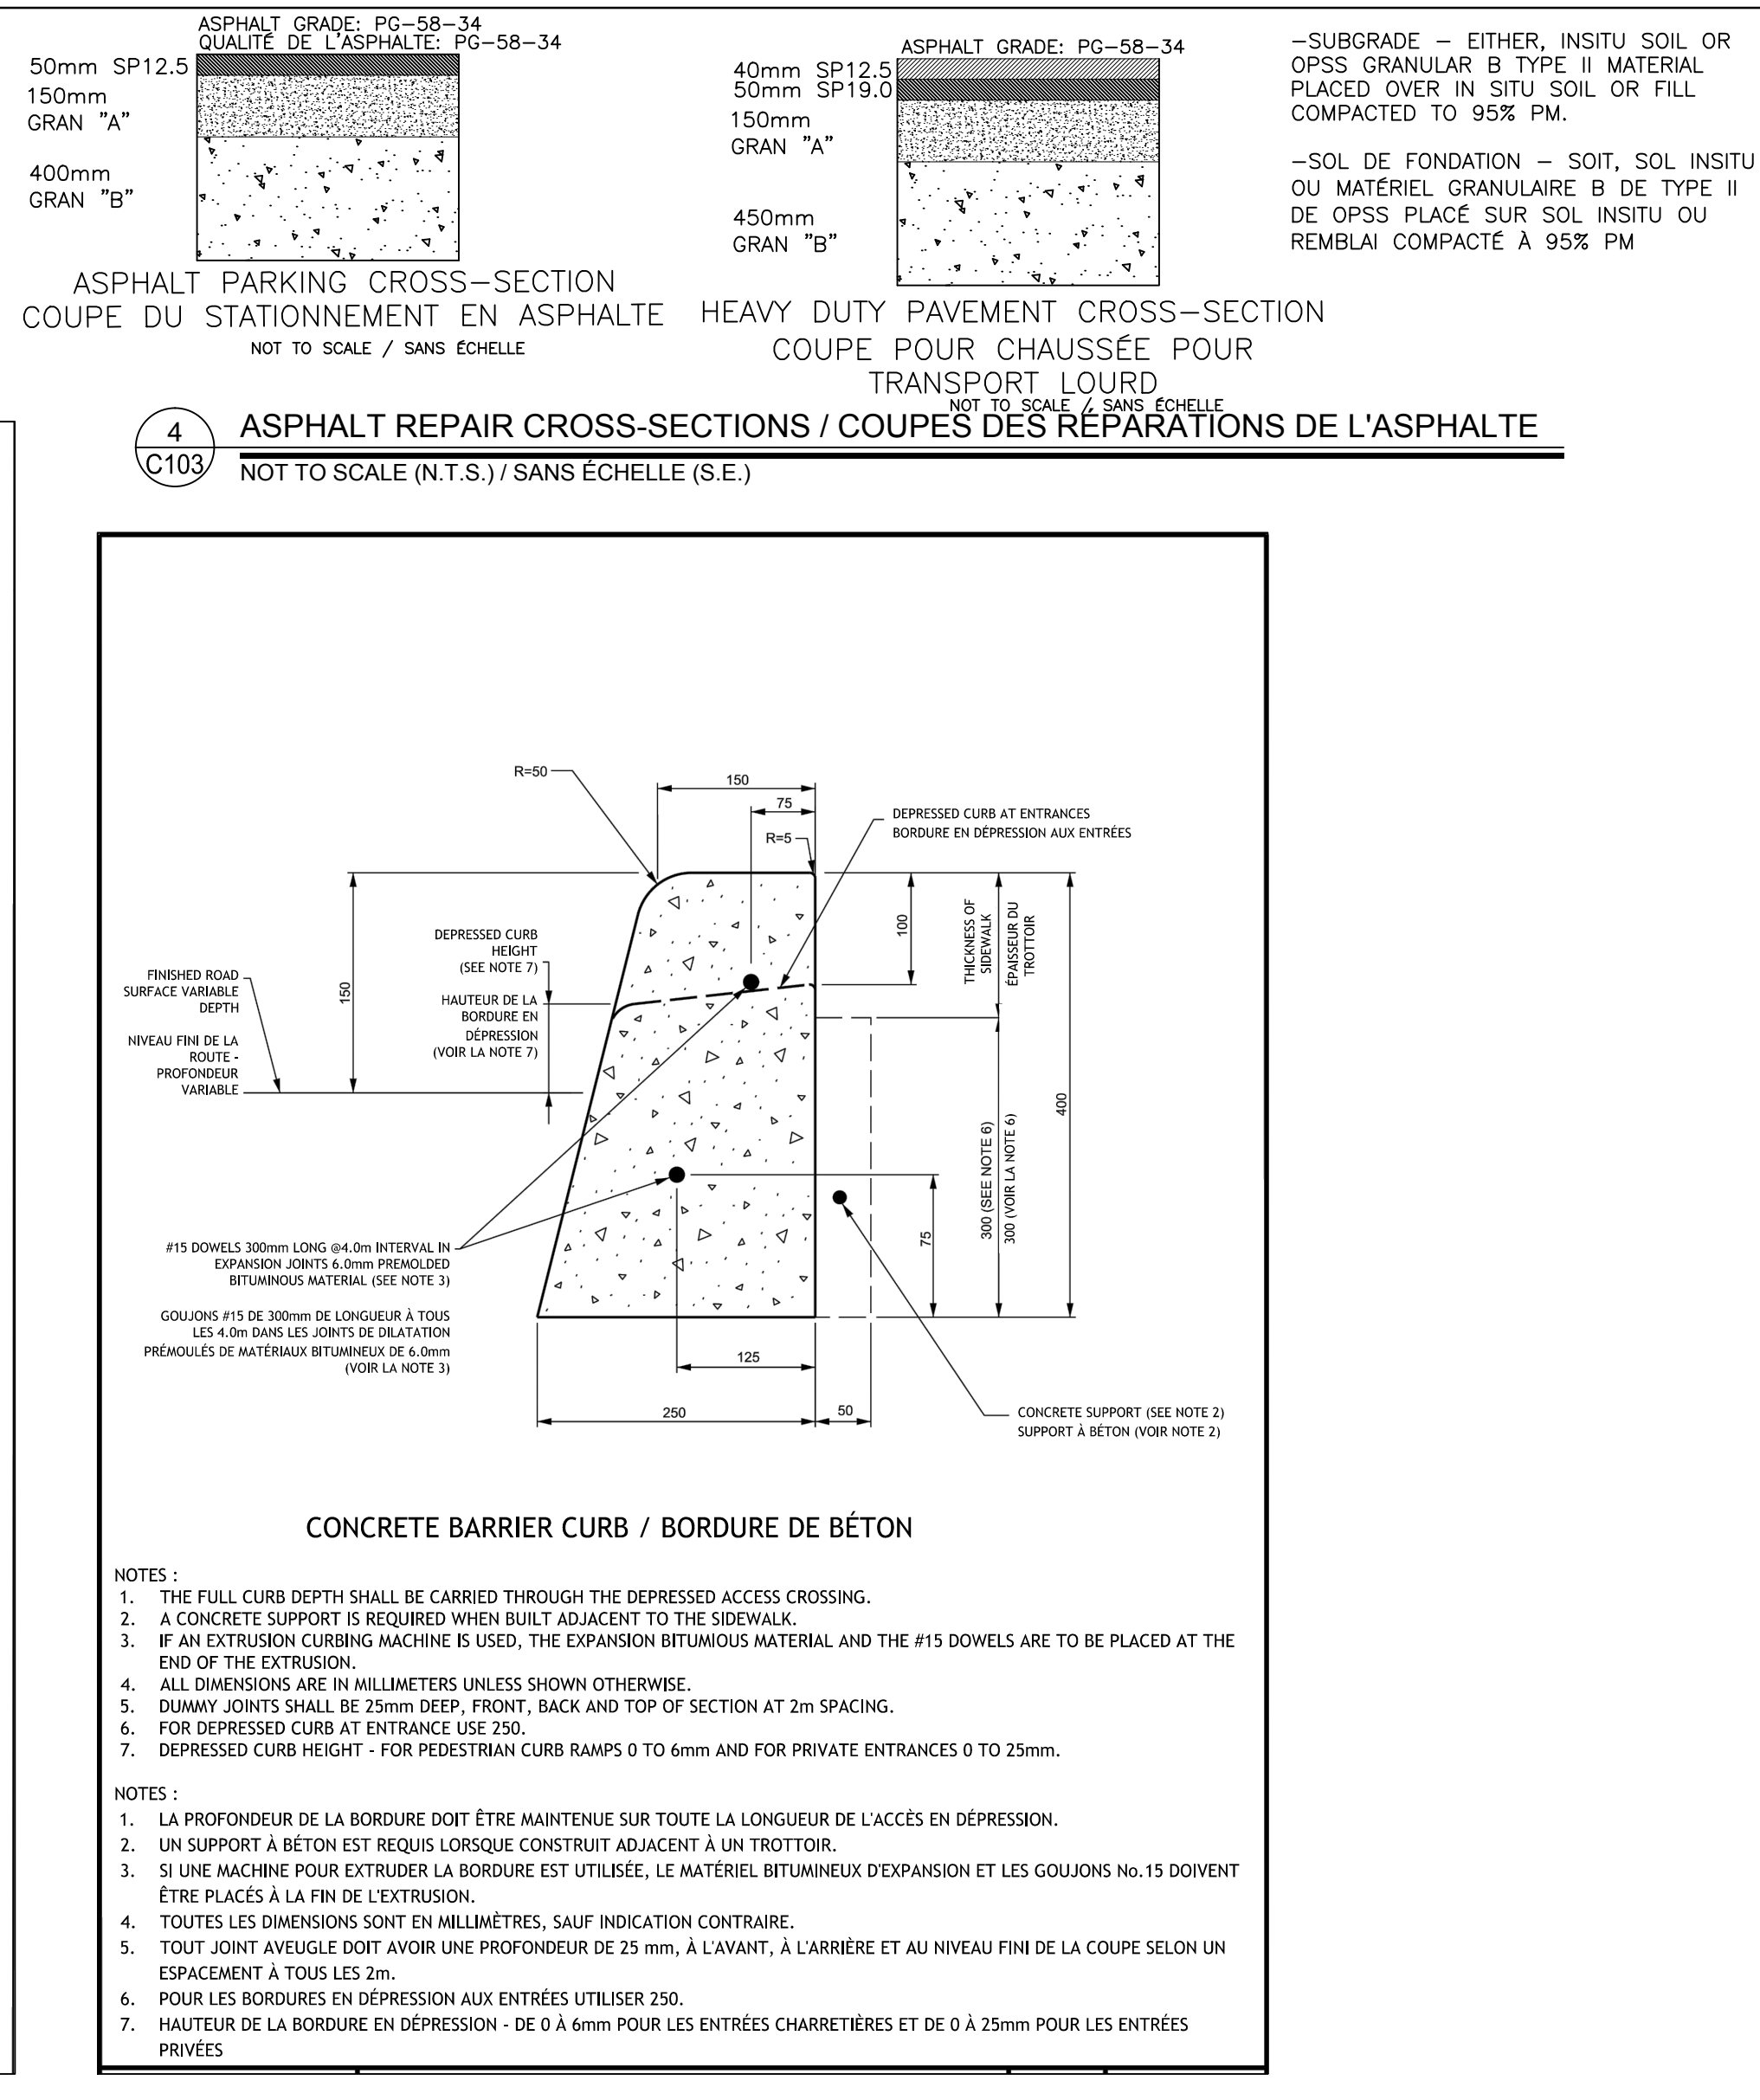 ASPHALT GRADE: PG-58-34
QUALITÉ DE L'ASPHALTE: PG-58-34
50mm SP12.5
150mm
GRAN "A"
400mm
GRAN "B"
ASPHALT PARKING CROSS-SECTION
COUPE DU STATIONNEMENT EN ASPHALTE
NOT TO SCALE / SANS ÉCHELLE
ASPHALT GRADE: PG-58-34
40mm SP12.5
50mm SP19.0
150mm
GRAN "A"
450mm
GRAN "B"
HEAVY DUTY PAVEMENT CROSS-SECTION
COUPE POUR CHAUSSÉE POUR
TRANSPORT LOURD
NOT TO SCALE / SANS ÉCHELLE
-SUBGRADE - EITHER, INSITU SOIL OR
OPSS GRANULAR B TYPE II MATERIAL
PLACED OVER IN SITU SOIL OR FILL
COMPACTED TO 95% PM.
-SOL DE FONDATION - SOIT, SOL INSITU
OU MATÉRIEL GRANULAIRE B DE TYPE II
DE OPSS PLACÉ SUR SOL INSITU OU
REMBLAI COMPACTÉ À 95% PM
4
C103
ASPHALT REPAIR CROSS-SECTIONS / COUPES DES RÉPARATIONS DE L'ASPHALTE
NOT TO SCALE (N.T.S.) / SANS ÉCHELLE (S.E.)
R=50
150
75
R=5
DEPRESSED CURB AT ENTRANCES
BORDURE EN DÉPRESSION AUX ENTRÉES
150
DEPRESSED CURB
HEIGHT
(SEE NOTE 7)
HAUTEUR DE LA
BORDURE EN
DÉPRESSION
(VOIR LA NOTE 7)
FINISHED ROAD
SURFACE VARIABLE
DEPTH
NIVEAU FINI DE LA
ROUTE -
PROFONDEUR
VARIABLE
100
THICKNESS OF
SIDEWALK
ÉPAISSEUR DU
TROTTOIR
400
300 (SEE NOTE 6)
300 (VOIR LA NOTE 6)
75
#15 DOWELS 300mm LONG @4.0m INTERVAL IN
EXPANSION JOINTS 6.0mm PREMOLDED
BITUMINOUS MATERIAL (SEE NOTE 3)
GOUJONS #15 DE 300mm DE LONGUEUR À TOUS
LES 4.0m DANS LES JOINTS DE DILATATION
PRÉMOULÉS DE MATÉRIAUX BITUMINEUX DE 6.0mm
(VOIR LA NOTE 3)
125
250
50
CONCRETE SUPPORT (SEE NOTE 2)
SUPPORT À BÉTON (VOIR NOTE 2)
CONCRETE BARRIER CURB / BORDURE DE BÉTON
NOTES :
1. THE FULL CURB DEPTH SHALL BE CARRIED THROUGH THE DEPRESSED ACCESS CROSSING.
2. A CONCRETE SUPPORT IS REQUIRED WHEN BUILT ADJACENT TO THE SIDEWALK.
3. IF AN EXTRUSION CURBING MACHINE IS USED, THE EXPANSION BITUMIOUS MATERIAL AND THE #15 DOWELS ARE TO BE PLACED AT THE
END OF THE EXTRUSION.
4. ALL DIMENSIONS ARE IN MILLIMETERS UNLESS SHOWN OTHERWISE.
5. DUMMY JOINTS SHALL BE 25mm DEEP, FRONT, BACK AND TOP OF SECTION AT 2m SPACING.
6. FOR DEPRESSED CURB AT ENTRANCE USE 250.
7. DEPRESSED CURB HEIGHT - FOR PEDESTRIAN CURB RAMPS 0 TO 6mm AND FOR PRIVATE ENTRANCES 0 TO 25mm.
NOTES :
1. LA PROFONDEUR DE LA BORDURE DOIT ÊTRE MAINTENUE SUR TOUTE LA LONGUEUR DE L'ACCÈS EN DÉPRESSION.
2. UN SUPPORT À BÉTON EST REQUIS LORSQUE CONSTRUIT ADJACENT À UN TROTTOIR.
3. SI UNE MACHINE POUR EXTRUDER LA BORDURE EST UTILISÉE, LE MATÉRIEL BITUMINEUX D'EXPANSION ET LES GOUJONS No.15 DOIVENT
ÊTRE PLACÉS À LA FIN DE L'EXTRUSION.
4. TOUTES LES DIMENSIONS SONT EN MILLIMÈTRES, SAUF INDICATION CONTRAIRE.
5. TOUT JOINT AVEUGLE DOIT AVOIR UNE PROFONDEUR DE 25 mm, À L'AVANT, À L'ARRIÈRE ET AU NIVEAU FINI DE LA COUPE SELON UN
ESPACEMENT À TOUS LES 2m.
6. POUR LES BORDURES EN DÉPRESSION AUX ENTRÉES UTILISER 250.
7. HAUTEUR DE LA BORDURE EN DÉPRESSION - DE 0 À 6mm POUR LES ENTRÉES CHARRETIÈRES ET DE 0 À 25mm POUR LES ENTRÉES
PRIVÉES